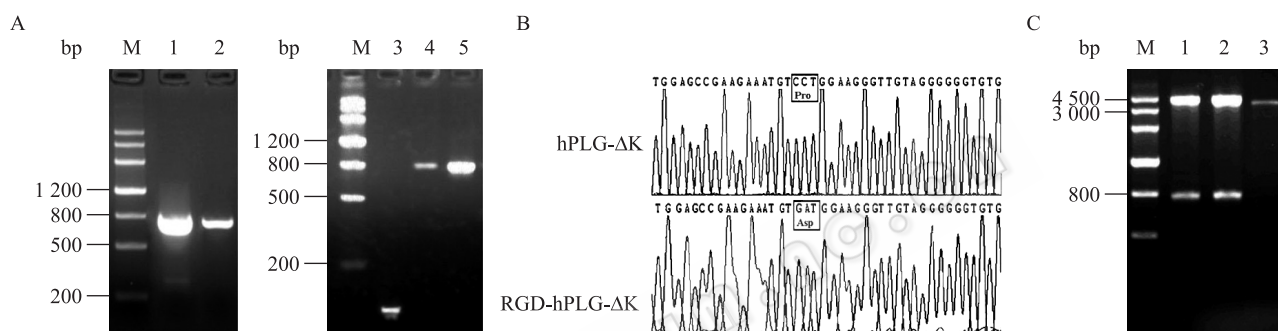 A
bp M 1 2
1 200
800
500
200
bp M 3 4 5
1 200
800
500
200
B
TGGAGCCGAAGAAATGTCCTGGAAGGGTTGTAGGGGGGTGTG
Pro
hPLG-ΔK
TGGAGCCGAAGAAATGTGATGGAAGGGTTGTAGGGGGGTGTG
Asp
RGD-hPLG-ΔK
C
bp M 1 2 3
4 500
3 000
800